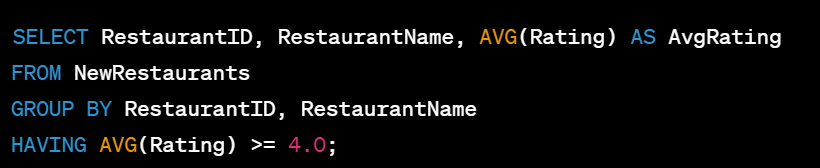 SELECT RestaurantID, RestaurantName, AVG(Rating) AS AvgRating
FROM NewRestaurants
GROUP BY RestaurantID, RestaurantName
HAVING AVG(Rating) >= 4.0;